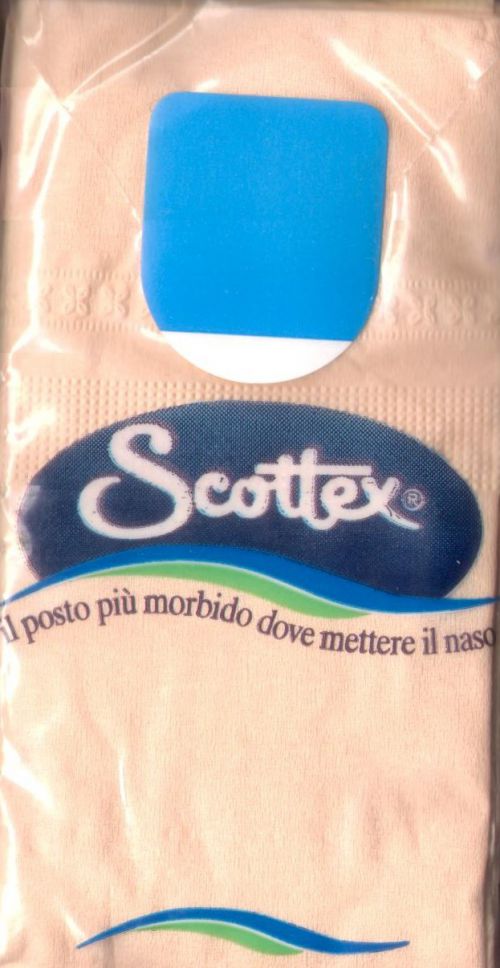 Scottex®
il posto più morbido dove mettere il naso